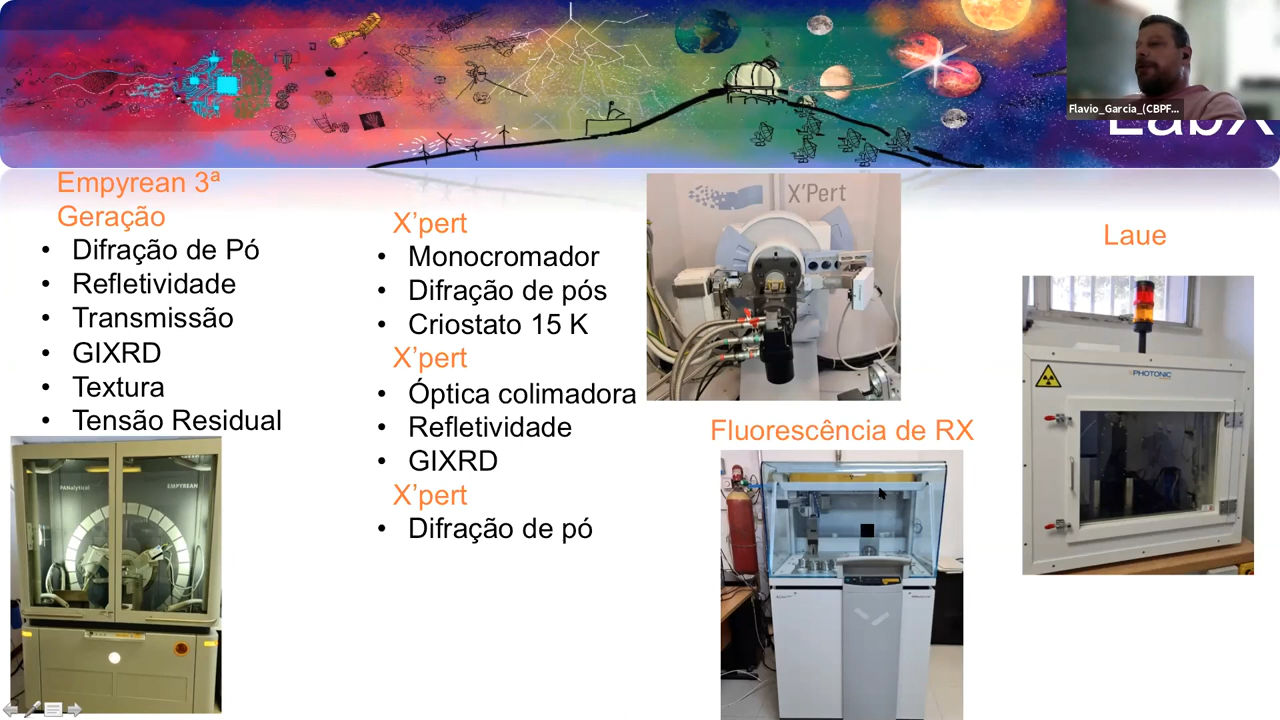 Flavio_Garcia_(CBPF...
LabX
Empyrean 3ª
Geração
• Difração de Pó
• Refletividade
• Transmissão
• GIXRD
• Textura
• Tensão Residual
X’pert
• Monocromador
• Difração de pós
• Criostato 15 K
X’pert
• Óptica colimadora
• Refletividade
• GIXRD
X’pert
• Difração de pó
X’Pert
Fluorescência de RX
Laue
PHOTONIC
PANalytical
EMPYREAN